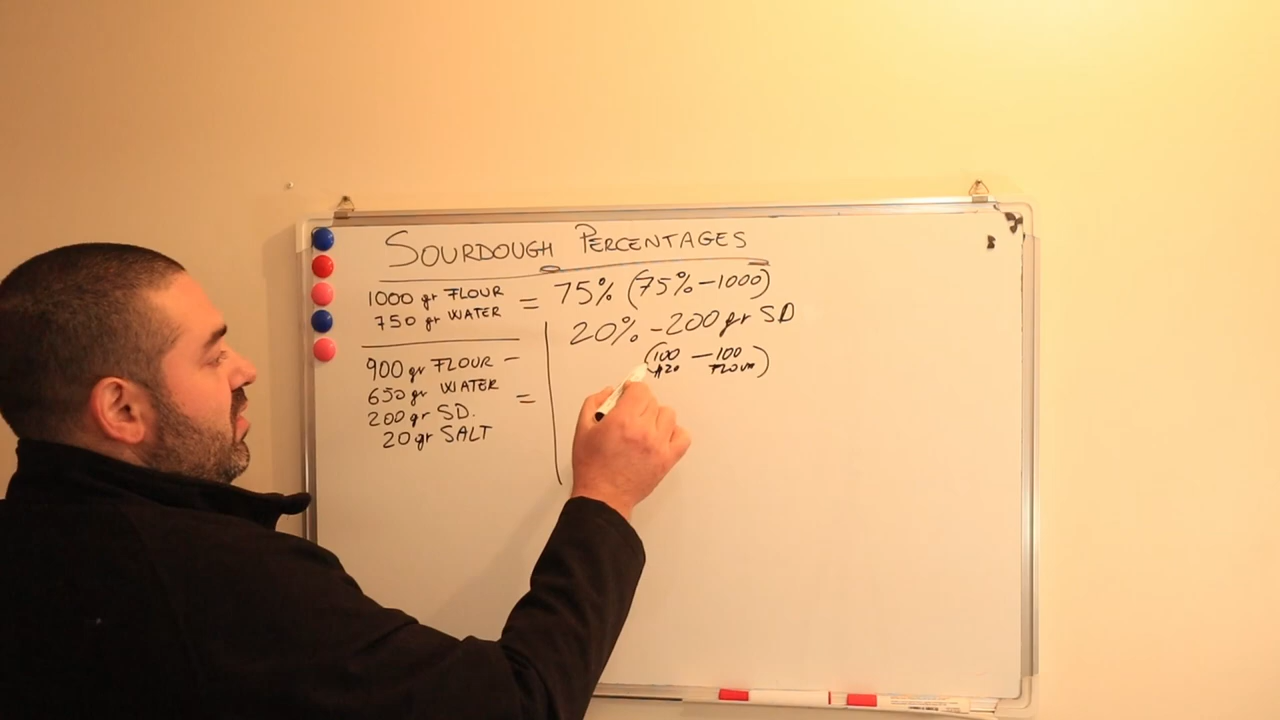 SOURDOUGH PERCENTAGES
1000 gr FLOUR
750 gr WATER
= 75% (75% - 1000)
900 gr FLOUR -
650 gr WATER
200 gr SD.
20 gr SALT
=
20% - 200 gr SD
(100 - 100)
H20 FLOUR